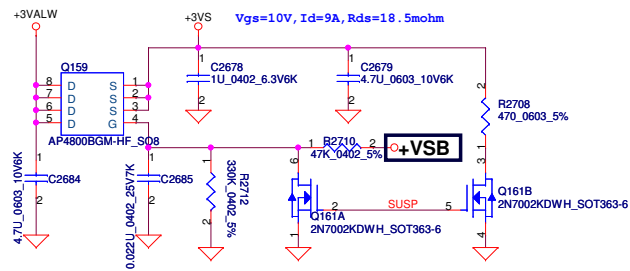 +3VALW
+3VS
Vgs=10V,Id=9A,Rds=18.5mohm
Q159
8 D S 1
7 D S 2
6 D S 3
5 D G 4
AP4800BGM-HF_SO8
1
C2678
1U_0402_6.3V6K
2
1
C2679
4.7U_0603_10V6K
2
2
R2708
470_0603_5%
1
1
C2684
4.7U_0603_10V6K
2
1
C2685
0.022U_0402_25V7K
2
1
R2712
330K_0402_5%
2
1 R2710 2
47K_0402_5%
+VSB
6
Q161A
2N7002KDWH_SOT363-6
1
2 SUSP 5
3
Q161B
2N7002KDWH_SOT363-6
4